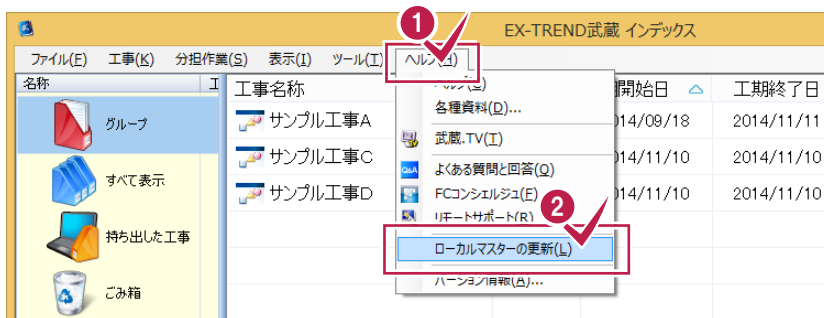 EX-TREND武蔵 インデックス
1
ファイル(F) 工事(K) 分担作業(S) 表示(I) ツール(T) ヘルプ(H)
名称
グループ
すべて表示
持ち出した工事
ごみ箱
工事名称 開始日 工期終了日
サンプル工事A 2014/09/18 2014/11/11
サンプル工事C 2014/11/10 2014/11/10
サンプル工事D 2014/11/10 2014/11/10
各種資料(D)...
武蔵.TV(T)
Q&A よくある質問と回答(Q)
FCコンシェルジュ(F)
リモートサポート(R)
2
ローカルマスターの更新(L)
バージョン情報(A)...